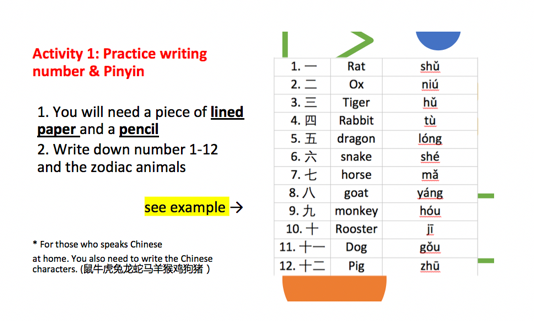 Activity 1: Practice writing
number & Pinyin
1. You will need a piece of lined
paper and a pencil
2. Write down number 1-12
and the zodiac animals
see example →
* For those who speaks Chinese
at home. You also need to write the Chinese
characters. (鼠牛虎兔龙蛇马羊猴鸡狗猪 )
1. 一 Rat shǔ
2. 二 Ox niú
3. 三 Tiger hǔ
4. 四 Rabbit tù
5. 五 dragon lóng
6. 六 snake shé
7. 七 horse mǎ
8. 八 goat yáng
9. 九 monkey hóu
10. 十 Rooster jī
11. 十一 Dog gǒu
12. 十二 Pig zhū